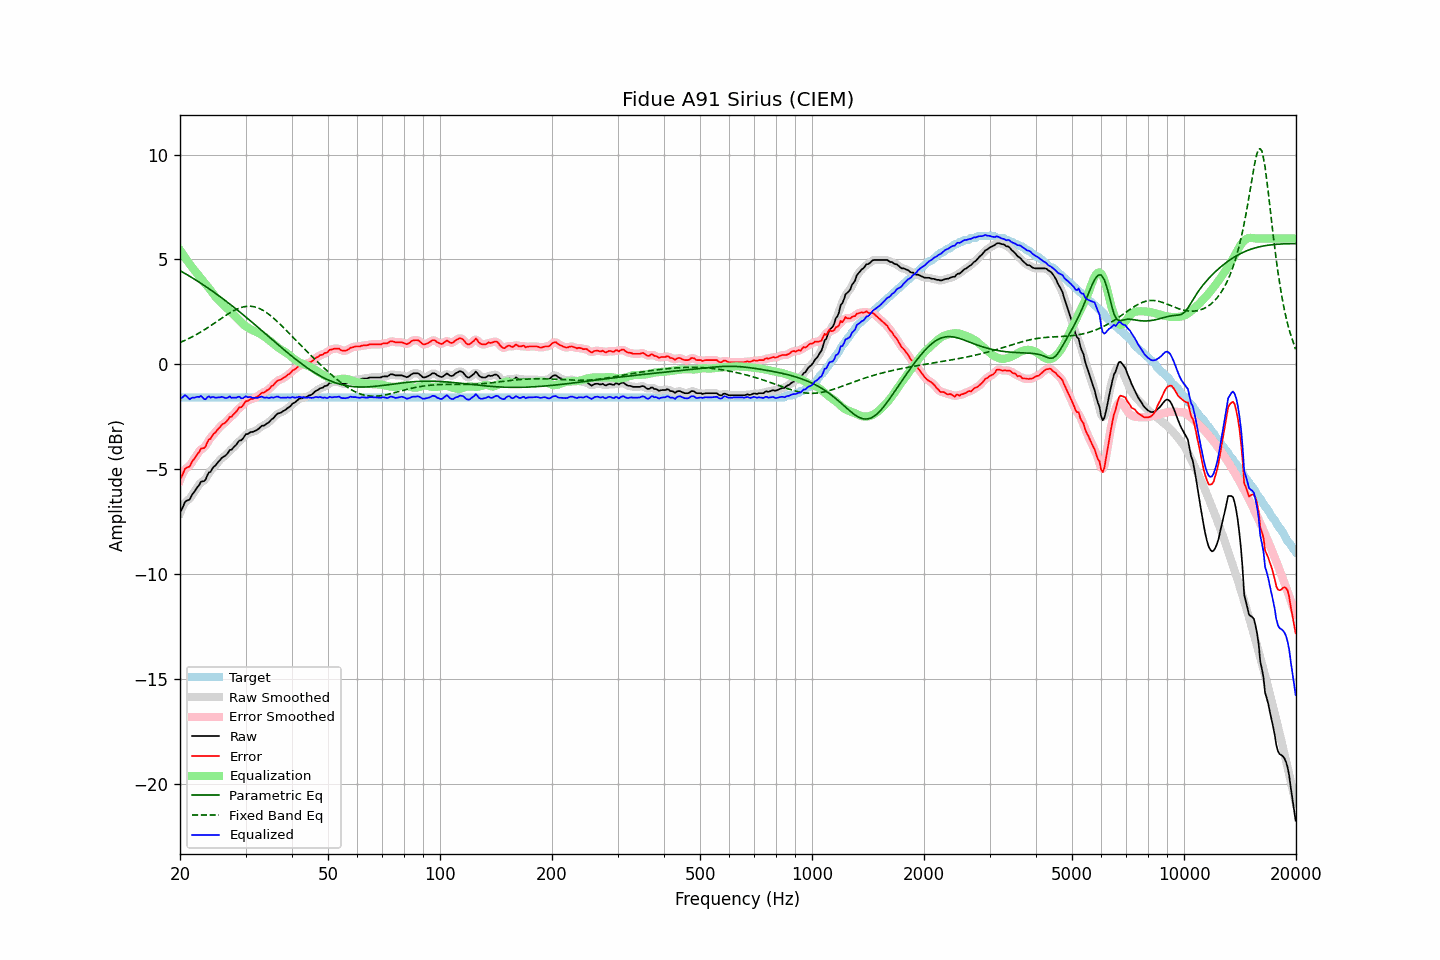 Fidue A91 Sirius (CIEM)
Amplitude (dBr)
10
5
0
−5
−10
−15
−20
Target
Raw Smoothed
Error Smoothed
Raw
Error
Equalization
Parametric Eq
Fixed Band Eq
Equalized
20 50 100 200 500 1000 2000 5000 10000 20000
Frequency (Hz)